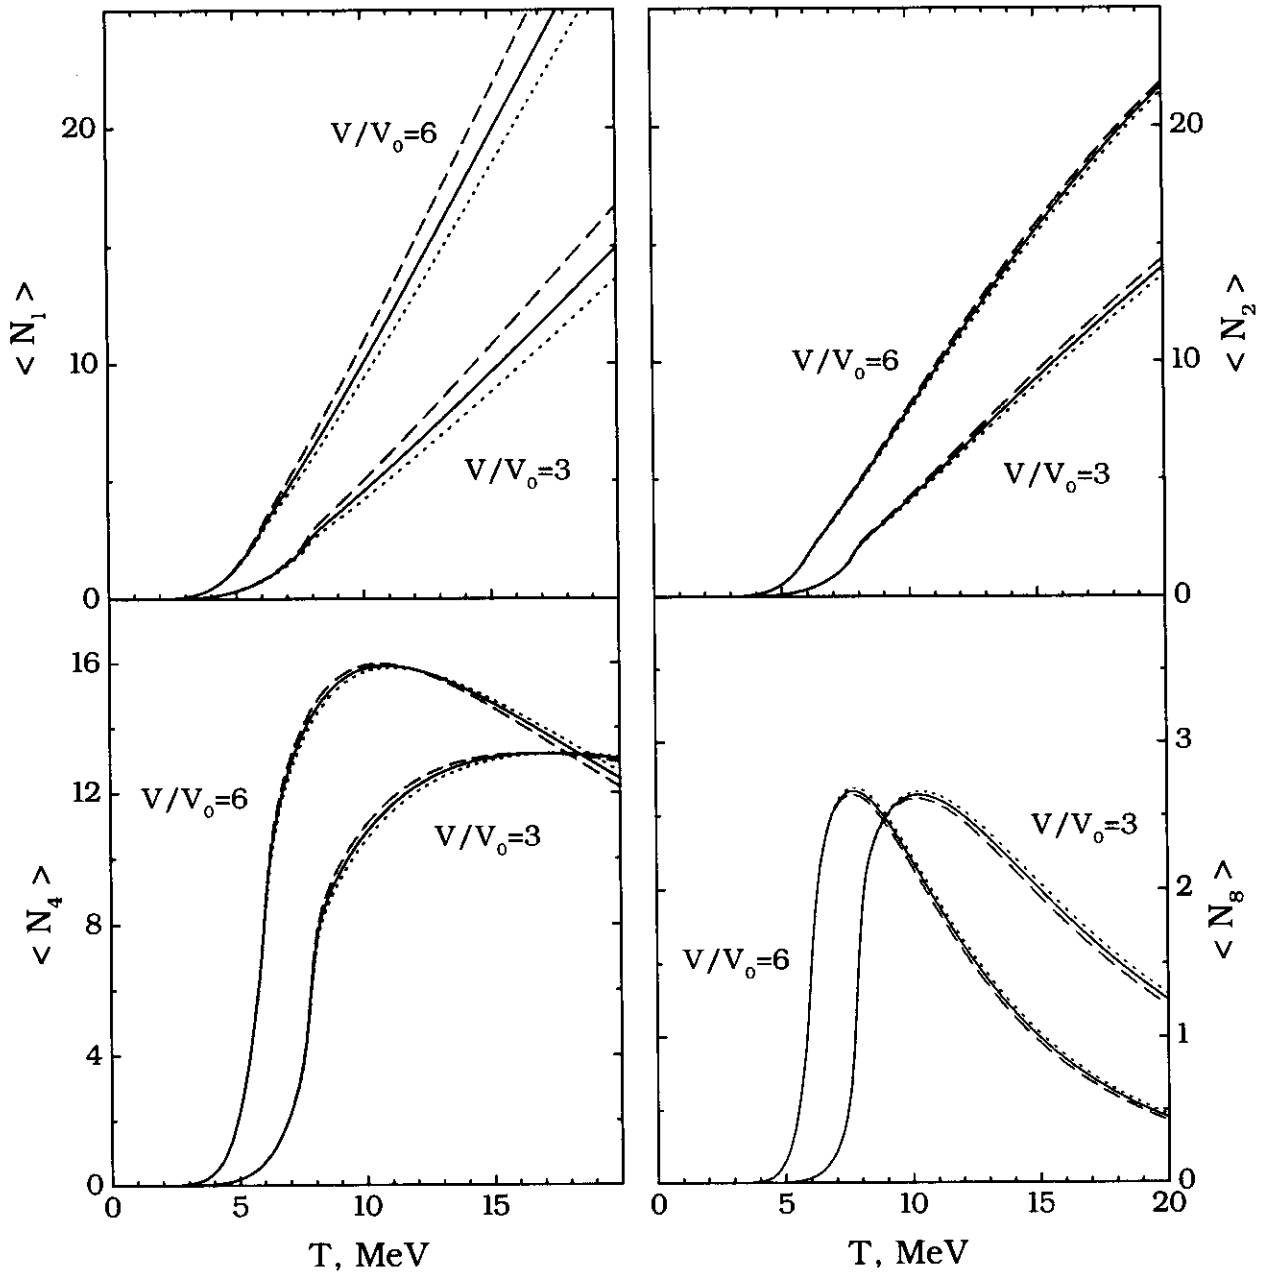 20
10
0
< N₁ >
V/V₀=6
V/V₀=3
20
10
0
< N₂ >
V/V₀=6
V/V₀=3
16
12
8
4
0
< N₄ >
V/V₀=6
V/V₀=3
0 5 10 15
T, MeV
3
2
1
0
< N₈ >
V/V₀=3
V/V₀=6
0 5 10 15 20
T, MeV